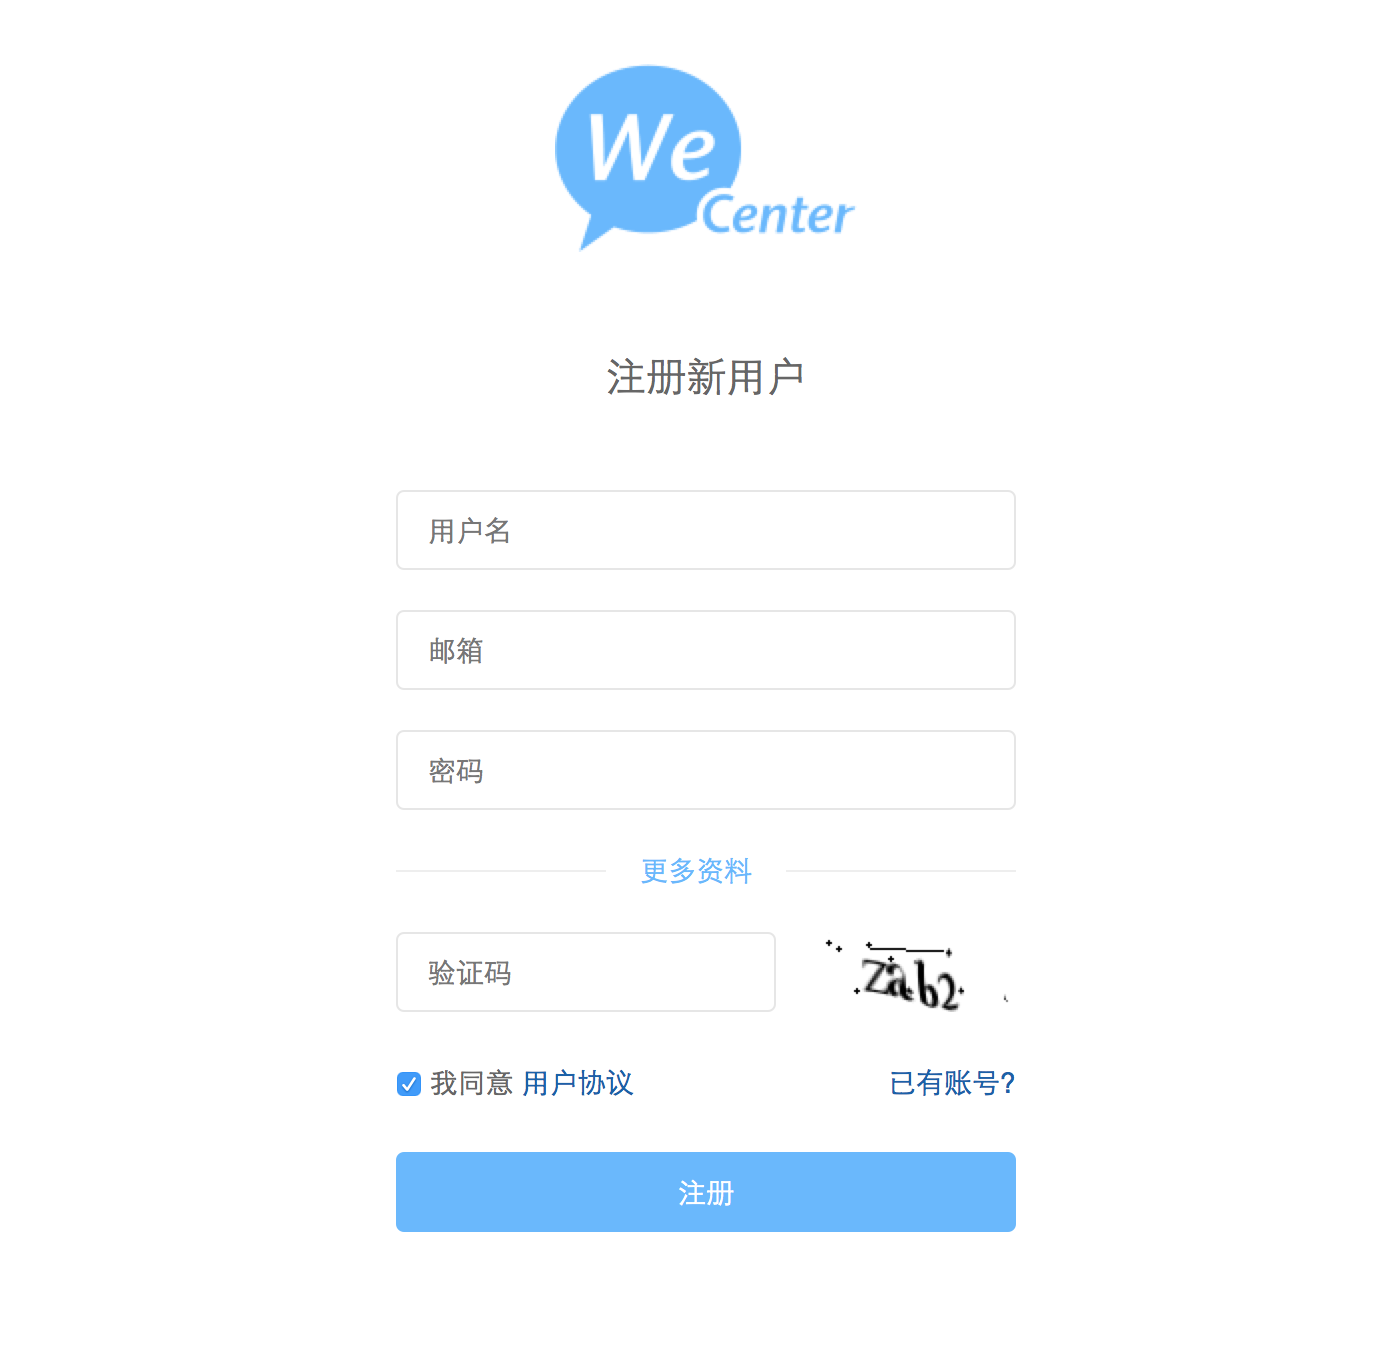 We
Center
注册新用户
用户名
邮箱
密码
更多资料
验证码 zab2
我同意 用户协议 已有账号?
注册